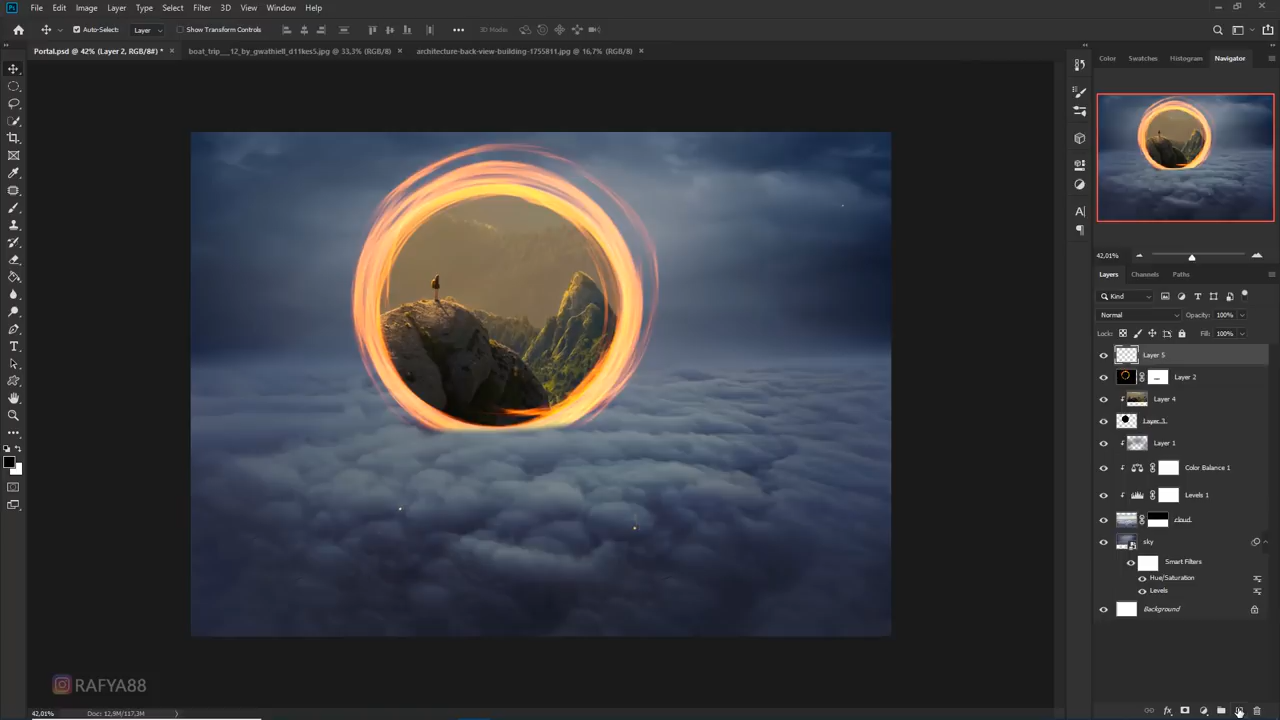 Ps File Edit Image Layer Type Select Filter 3D View Window Help
Auto-Select: Layer Show Transform Controls 3D Mode:
Portal.psd @ 42% (Layer 2, RGB/8#) *
boat_trip___12_by_gwathiell_d11kes5.jpg @ 33,3% (RGB/8)
architecture-back-view-building-1755811.jpg @ 16,7% (RGB/8)
Color Swatches Histogram Navigator
42,01%
Layers Channels Paths
Kind
Normal Opacity: 100%
Lock: Fill: 100%
Layer 5
Layer 2
Layer 4
Layer 1
Color Balance 1
Levels 1
cloud
sky
Smart Filters
Hue/Saturation
Levels
Background
RAFYA88
42,01% Doc: 12,9M/117,3M